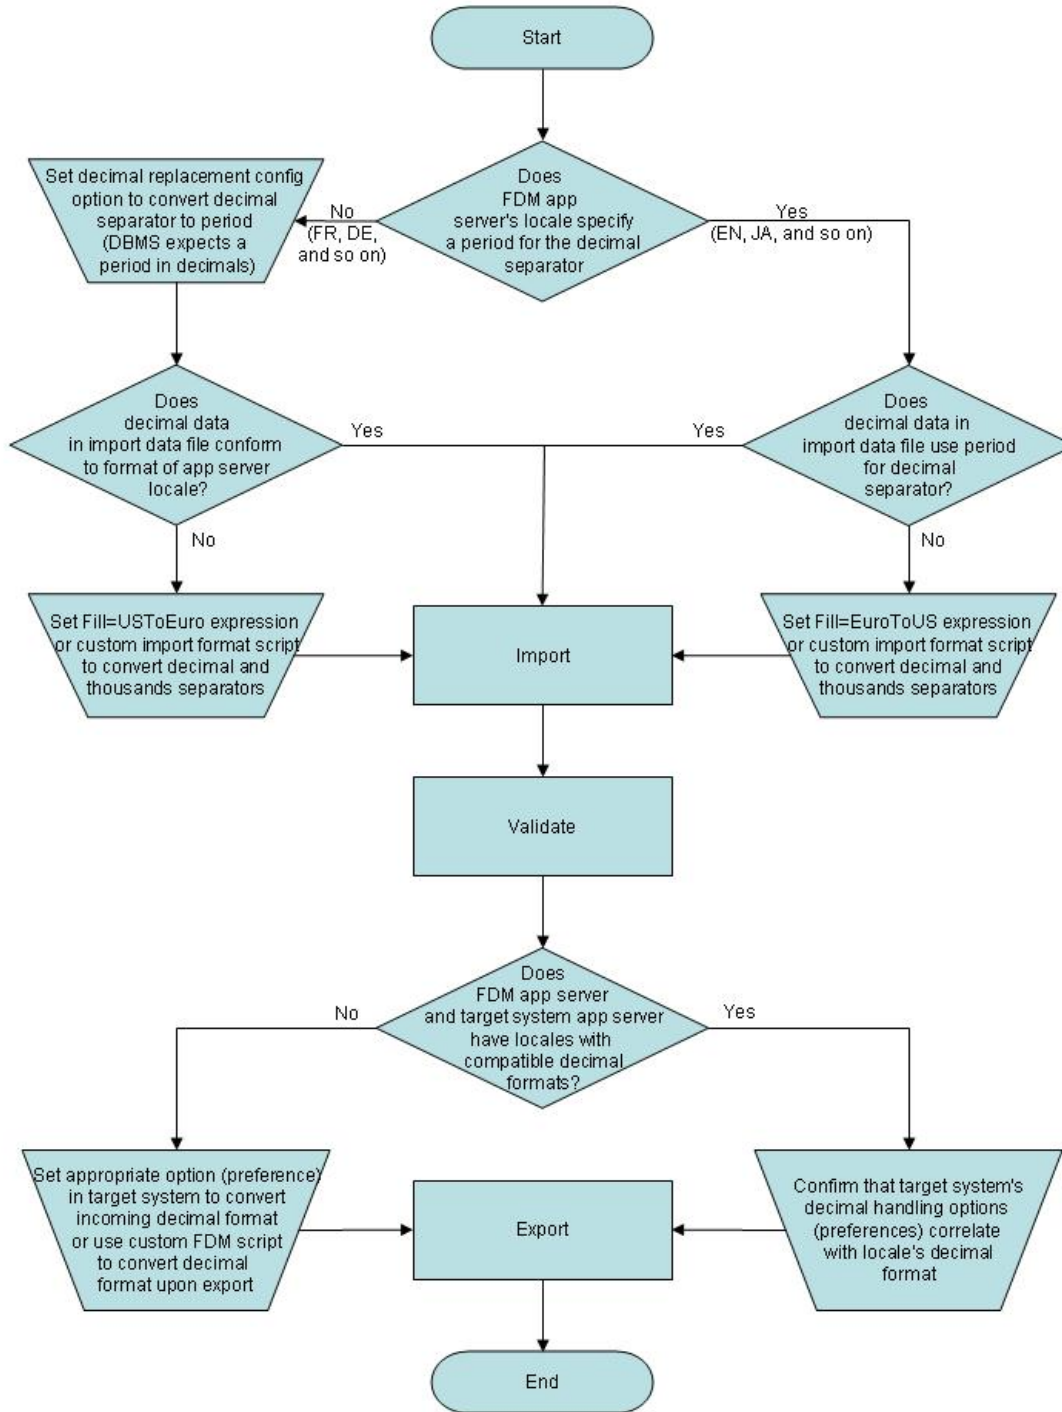 Start
Does
FDM app
server's locale specify
a period for the decimal
separator
No
(FR, DE,
and so on)
Yes
(EN, JA, and so on)
Set decimal replacement config
option to convert decimal
separator to period
(DBMS expects a
period in decimals)
Does
decimal data
in import data file conform
to format of app server
locale?
Yes
Yes
Does
decimal data in
import data file use period
for decimal
separator?
No
No
Set Fill=USToEuro expression
or custom import format script
to convert decimal and
thousands separators
Import
Set Fill=EuroToUS expression
or custom import format script
to convert decimal and
thousands separators
Validate
Does
FDM app server
and target system app server
have locales with
compatible decimal
formats?
No
Yes
Set appropriate option (preference)
in target system to convert
incoming decimal format
or use custom FDM script
to convert decimal
format upon export
Export
Confirm that target system's
decimal handling options
(preferences) correlate
with locale's decimal
format
End